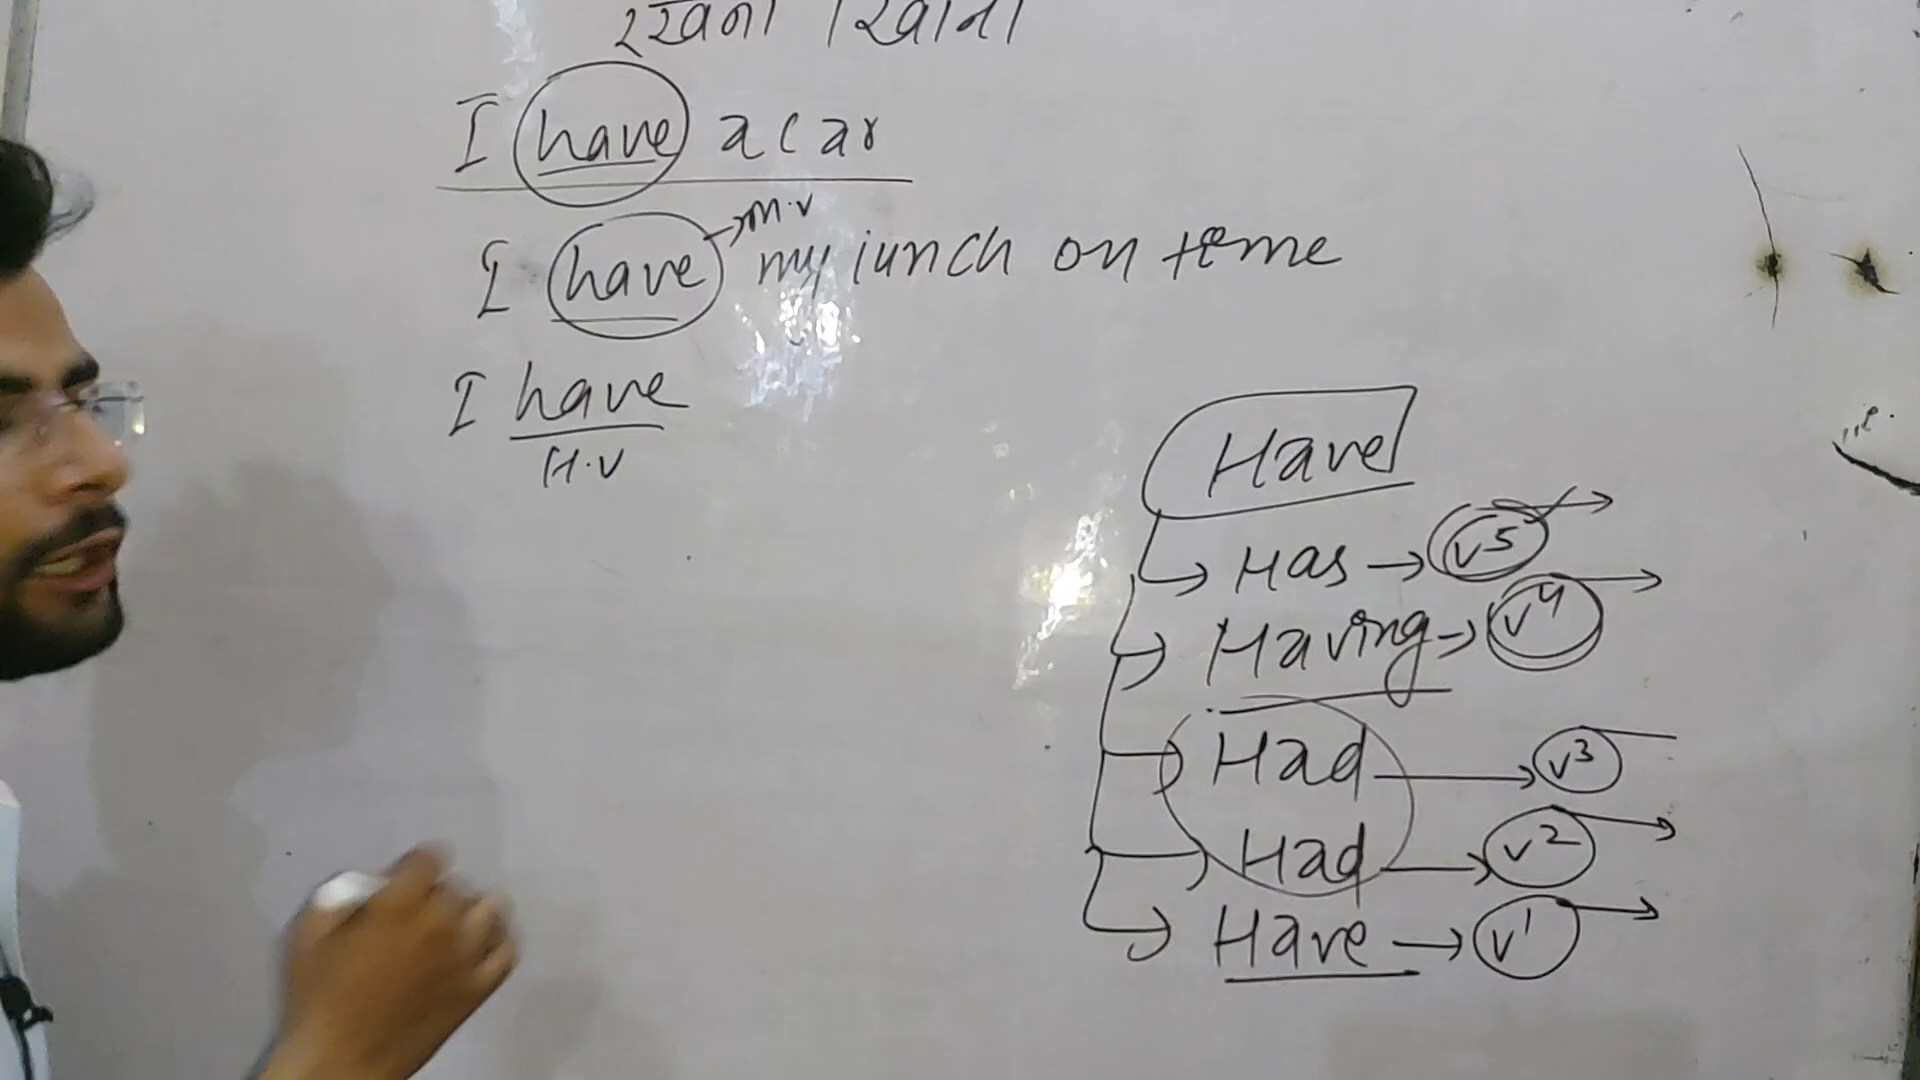 रखना खाना
I have a car
→ m.v
I have my lunch on time
I have
H.V
Have
→ Has → v5
→ Having → v4
→ Had → v3
→ Had → v2
→ Have → v1